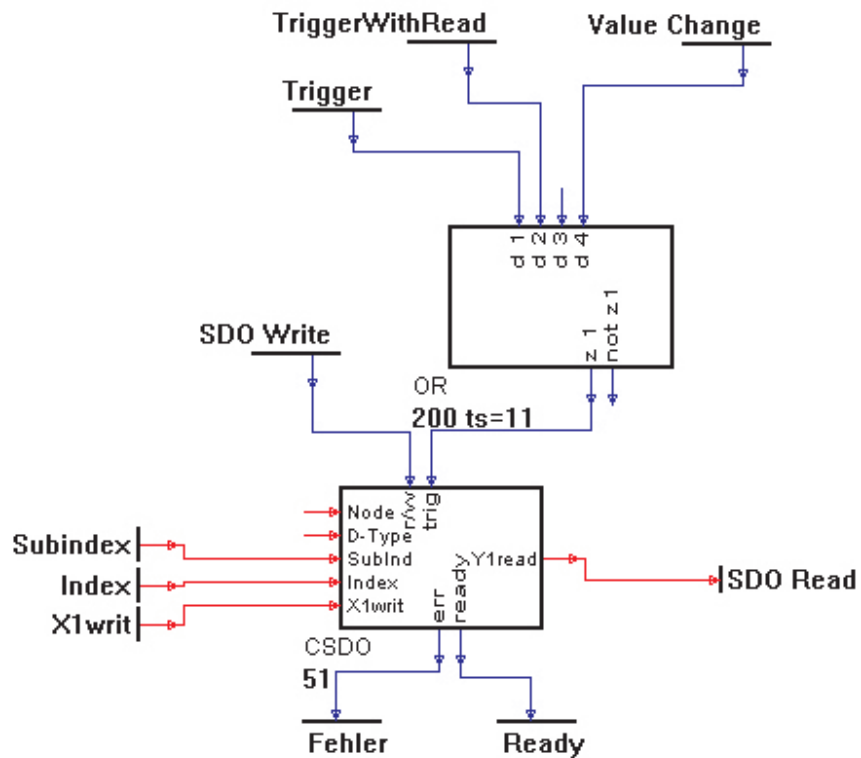 TriggerWithRead
Value Change
Trigger
d 1
d 2
d 3
d 4
z 1
not z 1
SDO Write
OR
200 ts=11
r/w
trig
Node
D-Type
SubInd
Index
X1writ
Y1read
err
ready
Subindex
Index
X1writ
SDO Read
CSDO
51
Fehler
Ready